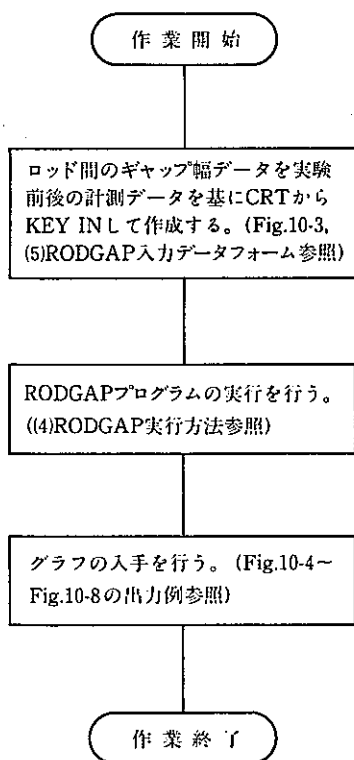 作業開始
ロッド間のギャップ幅データを実験
前後の計測データを基にCRTから
KEY INして作成する。(Fig.10-3,
(5)RODGAP入力データフォーム参照)
RODGAPプログラムの実行を行う。
((4)RODGAP実行方法参照)
グラフの入手を行う。(Fig.10-4~
Fig.10-8の出力例参照)
作業終了